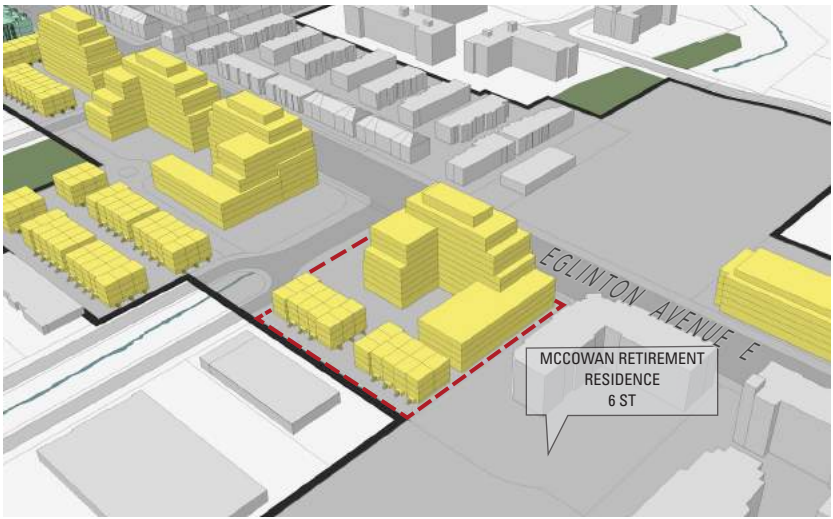 EGLINTON AVENUE E
MCCOWAN RETIREMENT
RESIDENCE
6 ST